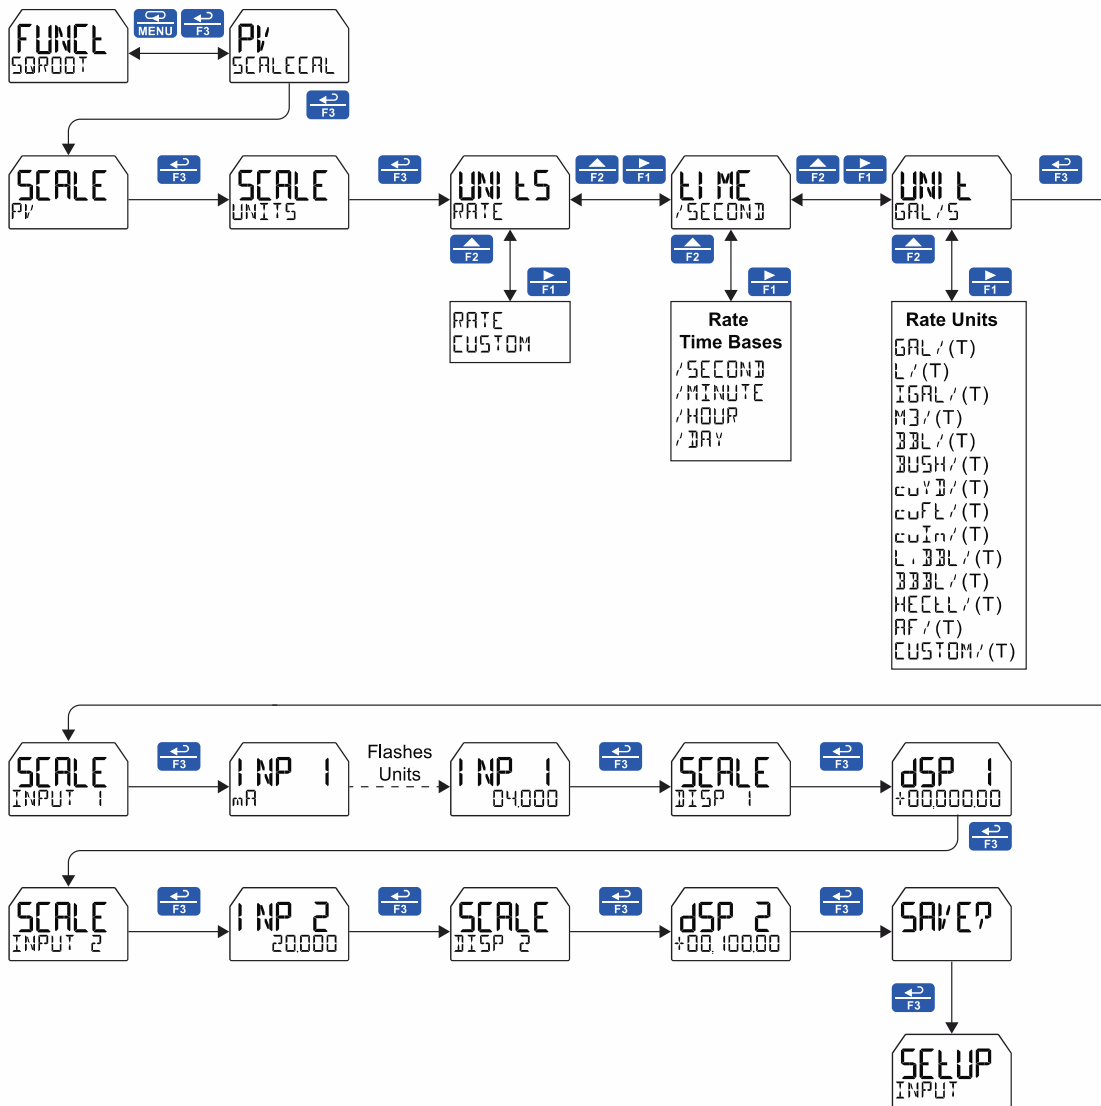 FUNCt
SQROOT
MENU
F3
PV
SCALECAL
F3
SCALE
PV
F3
SCALE
UNITS
F3
UNItS
RATE
F2
F1
tIME
/SECOND
F2
F1
UNIt
GAL/S
F3
F2
F1
RATE
CUSTOM
F2
F1
Rate
Time Bases
/SECOND
/MINUTE
/HOUR
/DAY
F2
F1
Rate Units
GAL/(T)
L/(T)
IGAL/(T)
M3/(T)
BBL/(T)
BUSH/(T)
cuYD/(T)
cuFt/(T)
cuIn/(T)
LiBBL/(T)
BBBL/(T)
HECtL/(T)
AF/(T)
CUSTOM/(T)
SCALE
INPUT 1
F3
INP 1
mA
Flashes
Units
INP 1
04.000
F3
SCALE
DISP 1
F3
dSP 1
+00,000.00
F3
SCALE
INPUT 2
F3
INP 2
20.000
F3
SCALE
DISP 2
F3
dSP 2
+00,100.00
F3
SAVE?
F3
SEtUP
INPUT